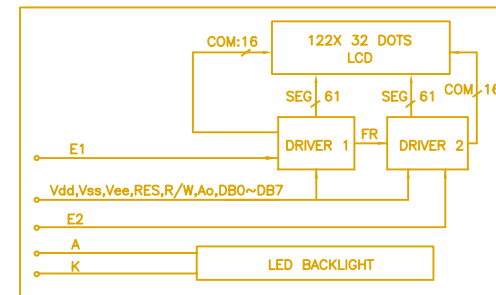 COM:16
122X 32 DOTS
LCD
SEG 61
SEG 61
COM 16
E1
DRIVER 1
FR
DRIVER 2
Vdd,Vss,Vee,RES,R/W,Ao,DB0~DB7
E2
A
K
LED BACKLIGHT